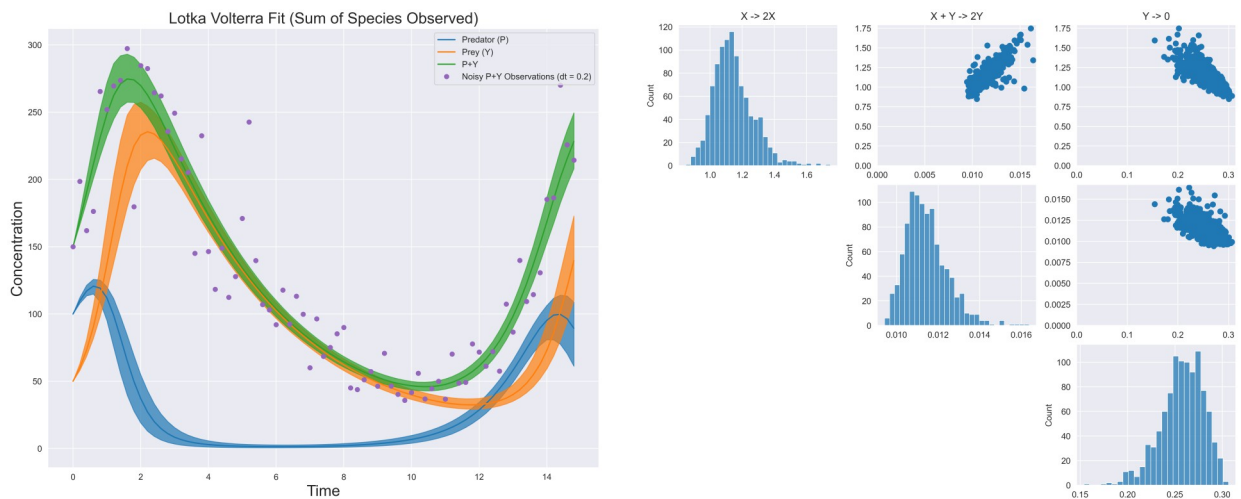 Lotka Volterra Fit (Sum of Species Observed)
Predator (P)
Prey (Y)
P+Y
Noisy P+Y Observations (dt = 0.2)
300
250
200
150
100
50
0
Concentration
0 2 4 6 8 10 12 14
Time
X -> 2X
120
100
80
60
40
20
0
Count
1.0 1.2 1.4 1.6
X + Y -> 2Y
1.75
1.50
1.25
1.00
0.75
0.50
0.25
0.00
0.000 0.005 0.010 0.015
Y -> 0
1.75
1.50
1.25
1.00
0.75
0.50
0.25
0.00
0.0 0.1 0.2 0.3
100
80
60
40
20
0
Count
0.010 0.012 0.014 0.016
0.0150
0.0125
0.0100
0.0075
0.0050
0.0025
0.0000
0.0 0.1 0.2 0.3
100
80
60
40
20
0
Count
0.15 0.20 0.25 0.30